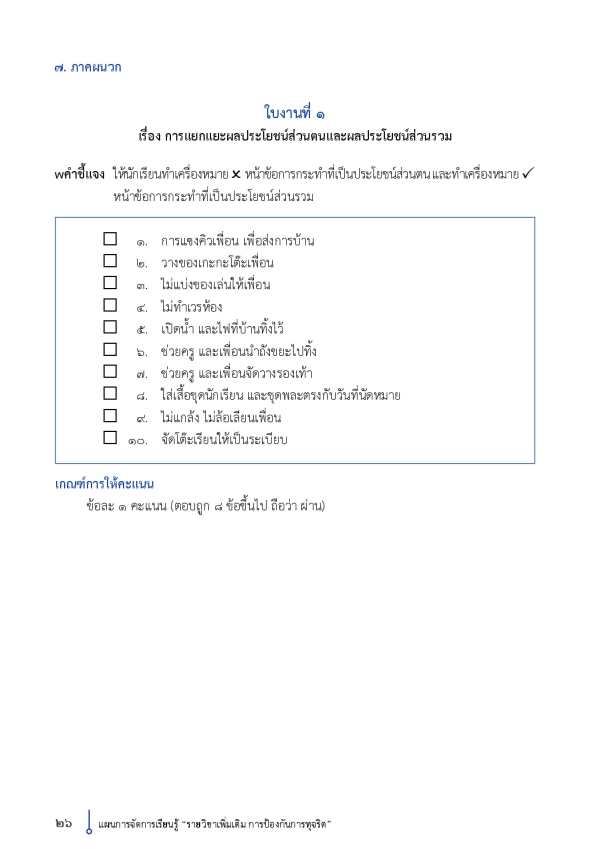 ๗. ภาคผนวก
ใบงานที่ ๑
เรื่อง การแยกแยะผลประโยชน์ส่วนตนและผลประโยชน์ส่วนรวม
wคำชี้แจง ให้นักเรียนทำเครื่องหมาย ✗ หน้าข้อการกระทำที่เป็นประโยชน์ส่วนตน และทำเครื่องหมาย ✓
หน้าข้อการกระทำที่เป็นประโยชน์ส่วนรวม
☐ ๑. การแซงคิวเพื่อน เพื่อส่งการบ้าน
☐ ๒. วางของเกะกะโต๊ะเพื่อน
☐ ๓. ไม่แบ่งของเล่นให้เพื่อน
☐ ๔. ไม่ทำเวรห้อง
☐ ๕. เปิดน้ำ และไฟที่บ้านทิ้งไว้
☐ ๖. ช่วยครู และเพื่อนนำถังขยะไปทิ้ง
☐ ๗. ช่วยครู และเพื่อนจัดวางรองเท้า
☐ ๘. ใส่เสื้อชุดนักเรียน และชุดพละตรงกับวันที่นัดหมาย
☐ ๙. ไม่แกล้ง ไม่ล้อเลียนเพื่อน
☐ ๑๐. จัดโต๊ะเรียนให้เป็นระเบียบ
เกณฑ์การให้คะแนน
ข้อละ ๑ คะแนน (ตอบถูก ๘ ข้อขึ้นไป ถือว่า ผ่าน)
๒๖ แผนการจัดการเรียนรู้ “รายวิชาเพิ่มเติม การป้องกันการทุจริต”